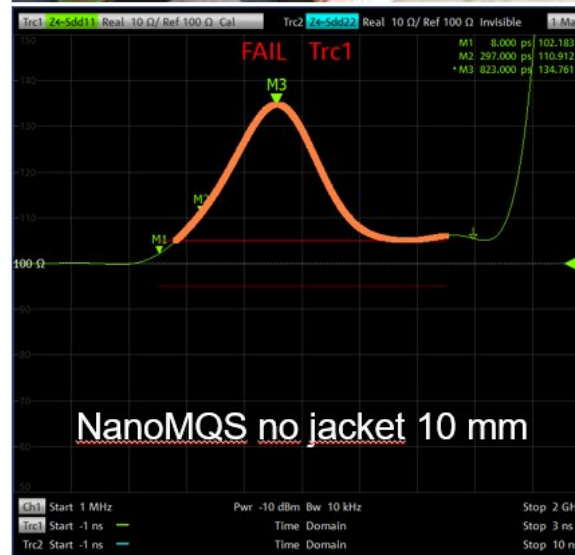 Trc1 Z←Sdd11 Real 10 Ω/ Ref 100 Ω Cal Trc2 Z←Sdd22 Real 10 Ω/ Ref 100 Ω Invisible 1 Ma
150
FAIL Trc1
M1 8.000 ps 102.183
M2 297.000 ps 110.912
•M3 823.000 ps 134.761
140
M3
130
120
M2
110
M1
100 Ω
90
80
70
NanoMQS no jacket 10 mm
60
50
Ch1 Start 1 MHz Pwr -10 dBm Bw 10 kHz Stop 2 GH
Trc1 Start -1 ns Time Domain Stop 3 ns
Trc2 Start -1 ns Time Domain Stop 10 n